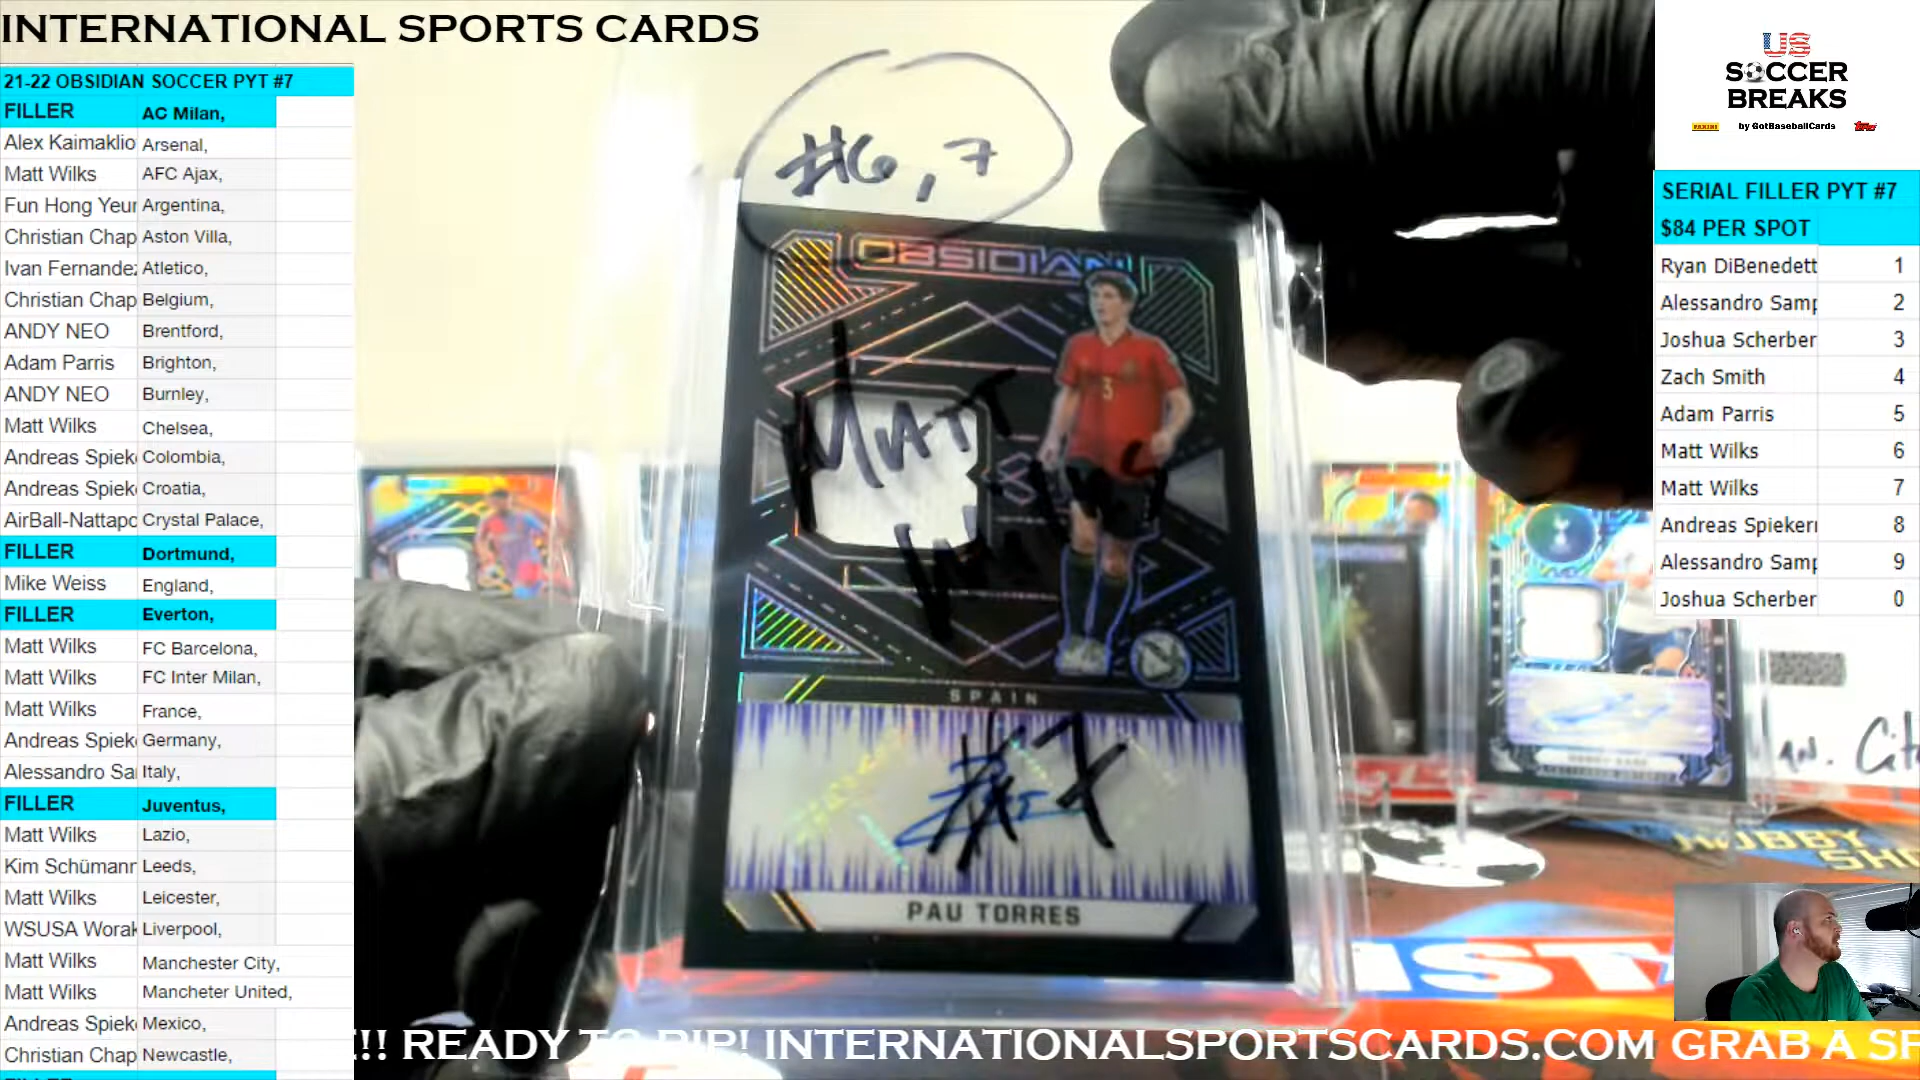 INTERNATIONAL SPORTS CARDS
21-22 OBSIDIAN SOCCER PYT #7
FILLER AC Milan,
Alex Kaimaklio Arsenal,
Matt Wilks AFC Ajax,
Fun Hong Yeur Argentina,
Christian Chap Aston Villa,
Ivan Fernandez Atletico,
Christian Chap Belgium,
ANDY NEO Brentford,
Adam Parris Brighton,
ANDY NEO Burnley,
Matt Wilks Chelsea,
Andreas Spiek Colombia,
Andreas Spiek Croatia,
AirBall-Nattapo Crystal Palace,
FILLER Dortmund,
Mike Weiss England,
FILLER Everton,
Matt Wilks FC Barcelona,
Matt Wilks FC Inter Milan,
Matt Wilks France,
Andreas Spiek Germany,
Alessandro Sa Italy,
FILLER Juventus,
Matt Wilks Lazio,
Kim Schümann Leeds,
Matt Wilks Leicester,
WSUSA Worak Liverpool,
Matt Wilks Manchester City,
Matt Wilks Mancheter United,
Andreas Spiek Mexico,
Christian Chap Newcastle,
#6, 7
OBSIDIAN
3
MATT
SPAIN
#7
PAU TORRES
US
SOCCER
BREAKS
PANINI by GotBaseballCards Topps
SERIAL FILLER PYT #7
$84 PER SPOT
Ryan DiBenedett 1
Alessandro Samp 2
Joshua Scherber 3
Zach Smith 4
Adam Parris 5
Matt Wilks 6
Matt Wilks 7
Andreas Spiekerr 8
Alessandro Samp 9
Joshua Scherber 0
City
HOBBY
!! READY TO RIP! INTERNATIONALSPORTSCARDS.COM GRAB A SP